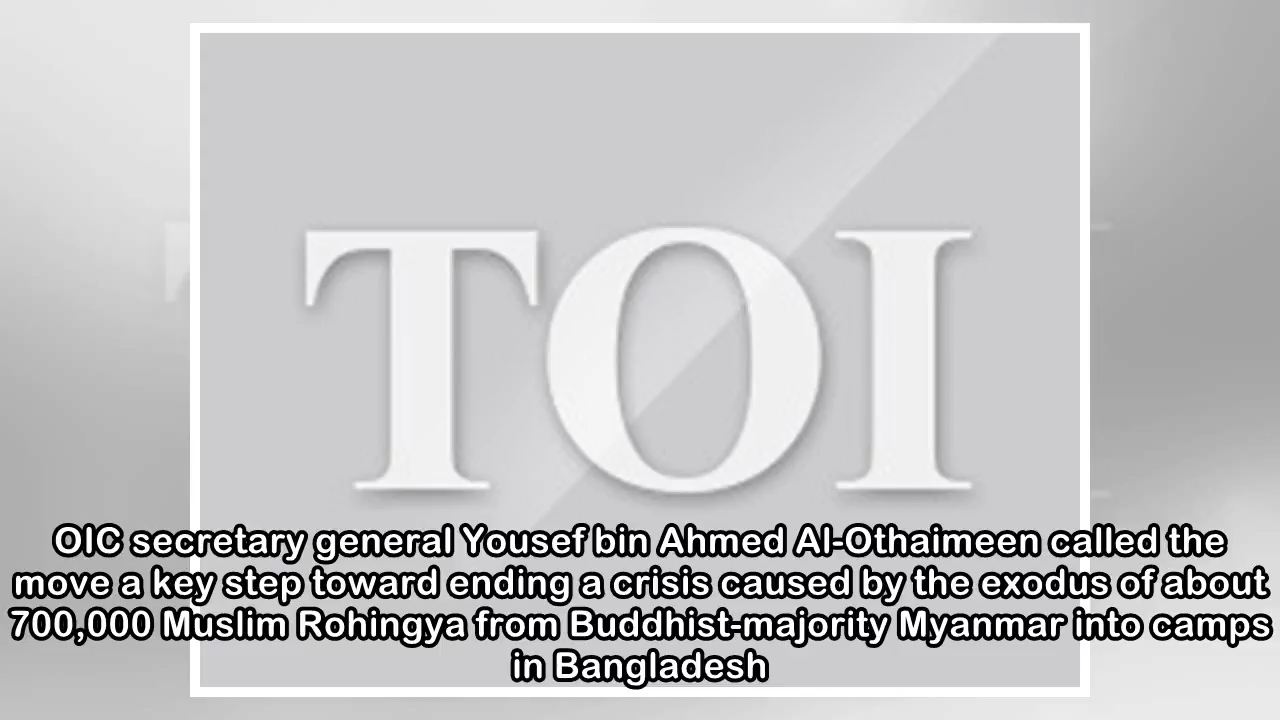 TOI
OIC secretary general Yousef bin Ahmed Al-Othaimeen called the
move a key step toward ending a crisis caused by the exodus of about
700,000 Muslim Rohingya from Buddhist-majority Myanmar into camps
in Bangladesh